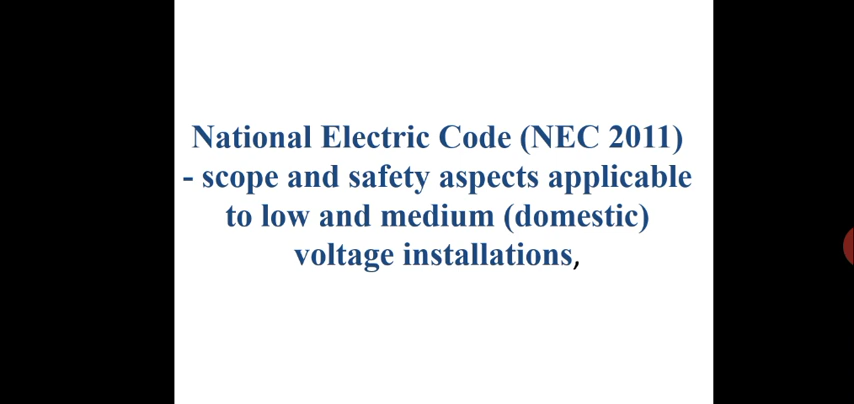 National Electric Code (NEC 2011)
- scope and safety aspects applicable
to low and medium (domestic)
voltage installations,